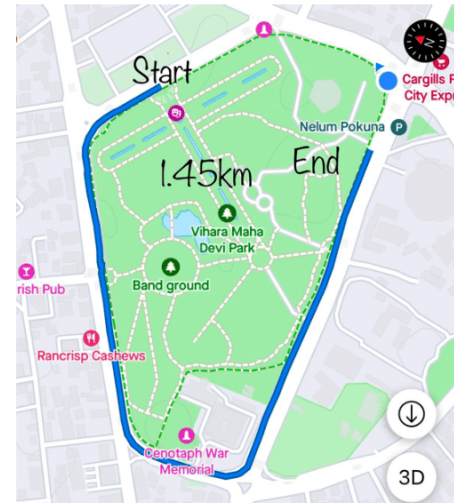 Start
N
Cargills F
City Expr
Nelum Pokuna
P
1.45km
End
Vihara Maha
Devi Park
Band ground
rish Pub
Rancrisp Cashews
Cenotaph War
Memorial
3D